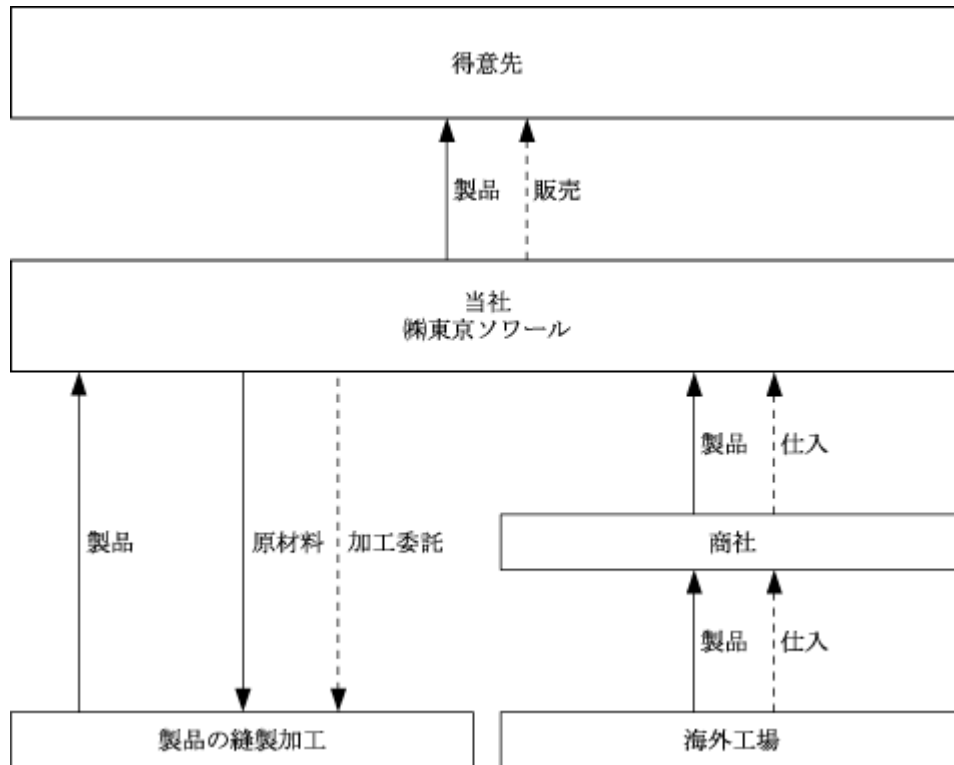 得意先
製品
販売
当社
㈱東京ソワール
製品
仕入
商社
製品
原材料
加工委託
製品
仕入
製品の縫製加工
海外工場